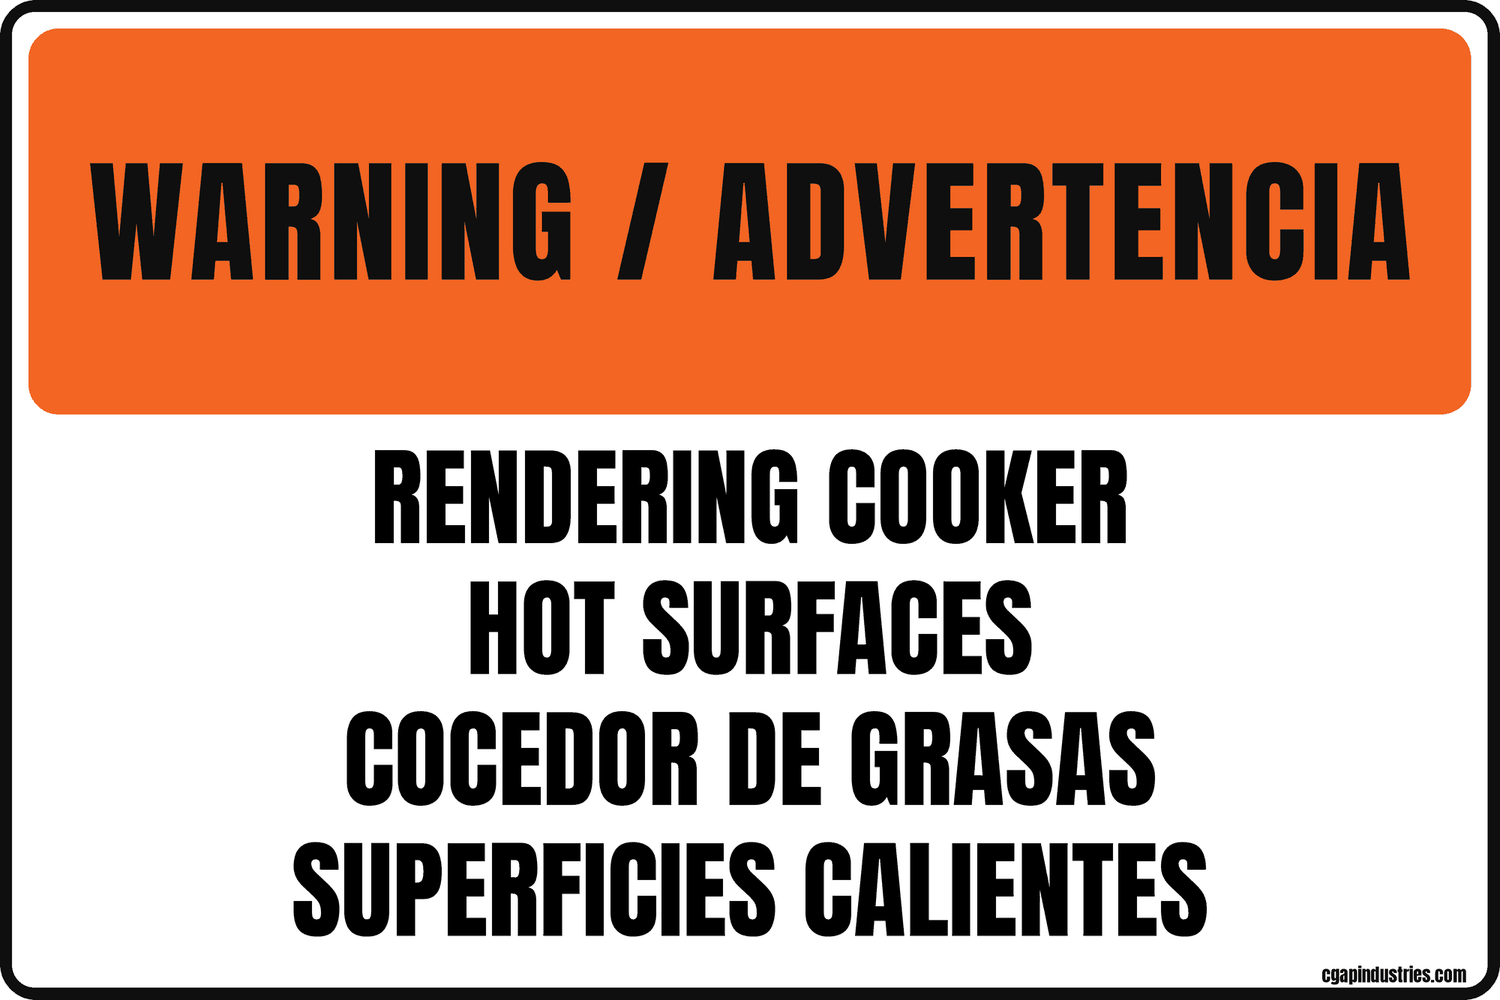 WARNING / ADVERTENCIA
RENDERING COOKER
HOT SURFACES
COCEDOR DE GRASAS
SUPERFICIES CALIENTES
cgapindustries.com